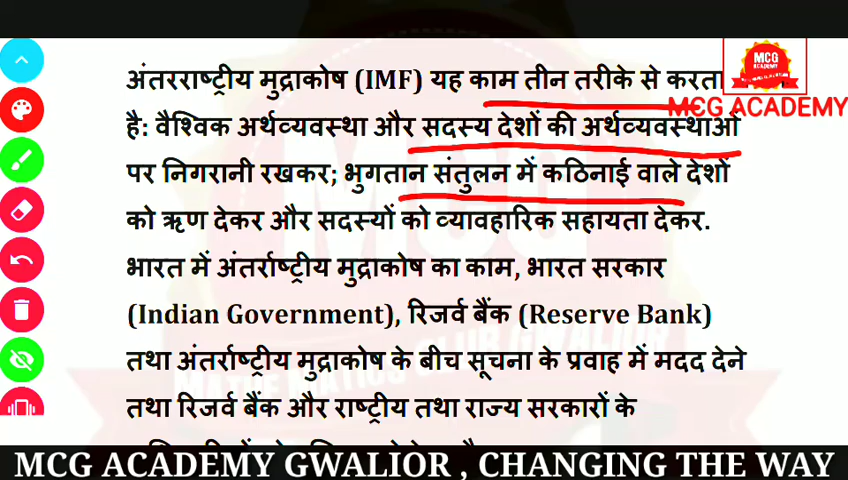 MCG
ACADEMY
MCG ACADEMY
अंतरराष्ट्रीय मुद्राकोष (IMF) यह काम तीन तरीके से करता
है: वैश्विक अर्थव्यवस्था और सदस्य देशों की अर्थव्यवस्थाओं
पर निगरानी रखकर; भुगतान संतुलन में कठिनाई वाले देशों
को ऋण देकर और सदस्यों को व्यावहारिक सहायता देकर.
भारत में अंतर्राष्ट्रीय मुद्राकोष का काम, भारत सरकार
(Indian Government), रिजर्व बैंक (Reserve Bank)
तथा अंतर्राष्ट्रीय मुद्राकोष के बीच सूचना के प्रवाह में मदद देने
तथा रिजर्व बैंक और राष्ट्रीय तथा राज्य सरकारों के
MCG ACADEMY GWALIOR , CHANGING THE WAY